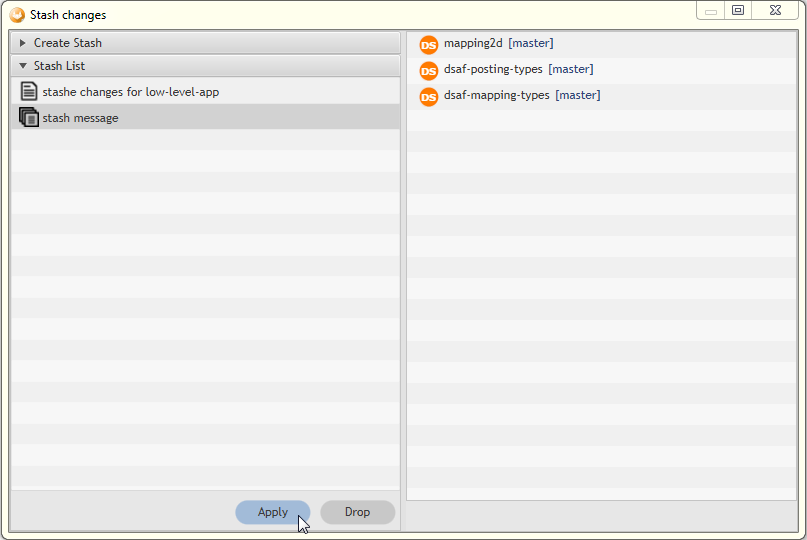 Stash changes
Create Stash
Stash List
stashe changes for low-level-app
stash message
Apply
Drop
DS mapping2d [master]
DS dsaf-posting-types [master]
DS dsaf-mapping-types [master]